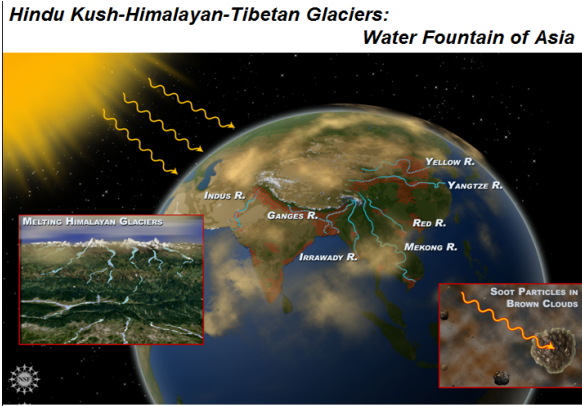 Hindu Kush-Himalayan-Tibetan Glaciers:
Water Fountain of Asia
YELLOW R.
YANGTZE R.
INDUS R.
GANGES R.
RED R.
MEKONG R.
IRRAWADY R.
MELTING HIMALAYAN GLACIERS
SOOT PARTICLES IN
BROWN CLOUDS
NSF